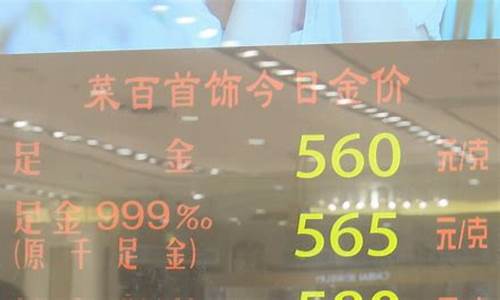 菜百首饰今日金价
足 金 560 元/克
足金999‰ 565 元/克
(原千足金)